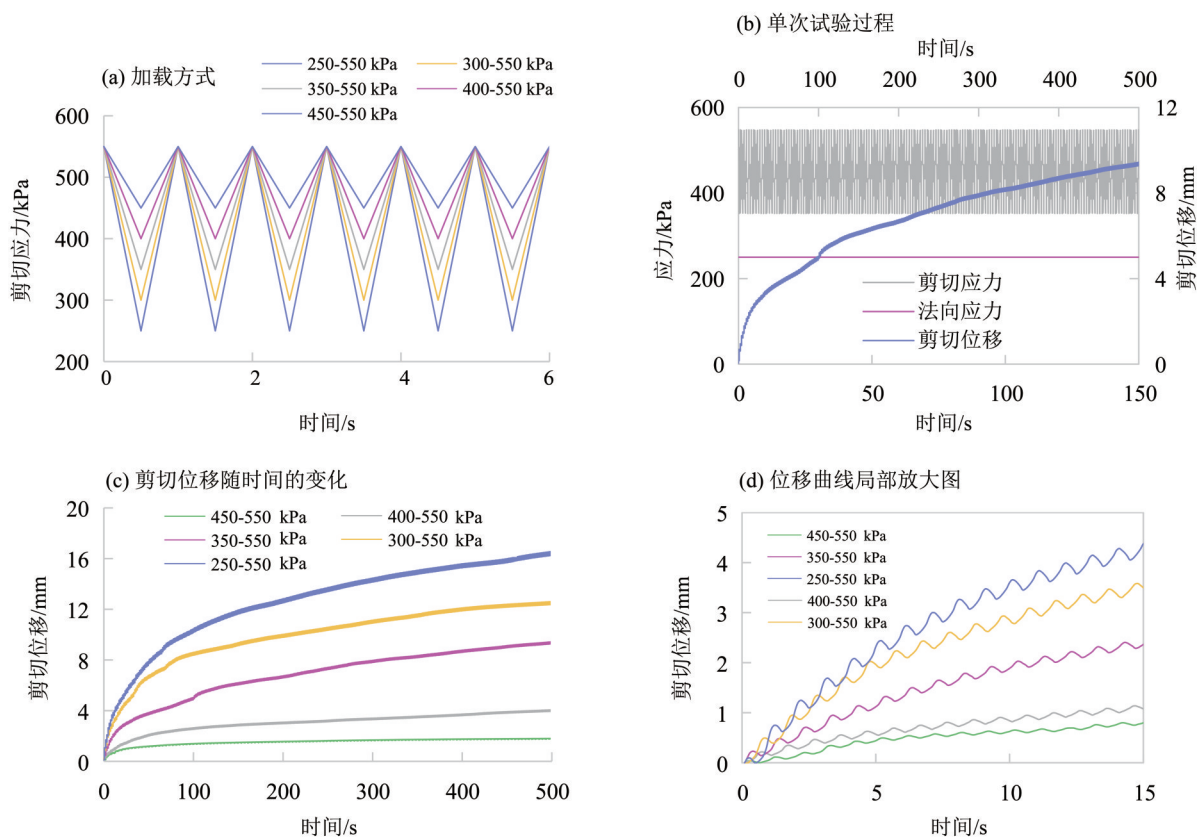 (a) 加载方式
250-550 kPa
300-550 kPa
350-550 kPa
400-550 kPa
450-550 kPa
600
500
400
300
200
剪切应力/kPa
0
2
4
6
时间/s
(b) 单次试验过程
时间/s
0 100 200 300 400 500
600
400
200
0
应力/kPa
12
8
4
0
剪切位移/mm
剪切应力
法向应力
剪切位移
0 50 100 150
时间/s
(c) 剪切位移随时间的变化
450-550 kPa
400-550 kPa
350-550 kPa
300-550 kPa
250-550 kPa
20
16
12
8
4
0
剪切位移/mm
0 100 200 300 400 500
时间/s
(d) 位移曲线局部放大图
450-550 kPa
350-550 kPa
250-550 kPa
400-550 kPa
300-550 kPa
5
4
3
2
1
0
剪切位移/mm
0 5 10 15
时间/s